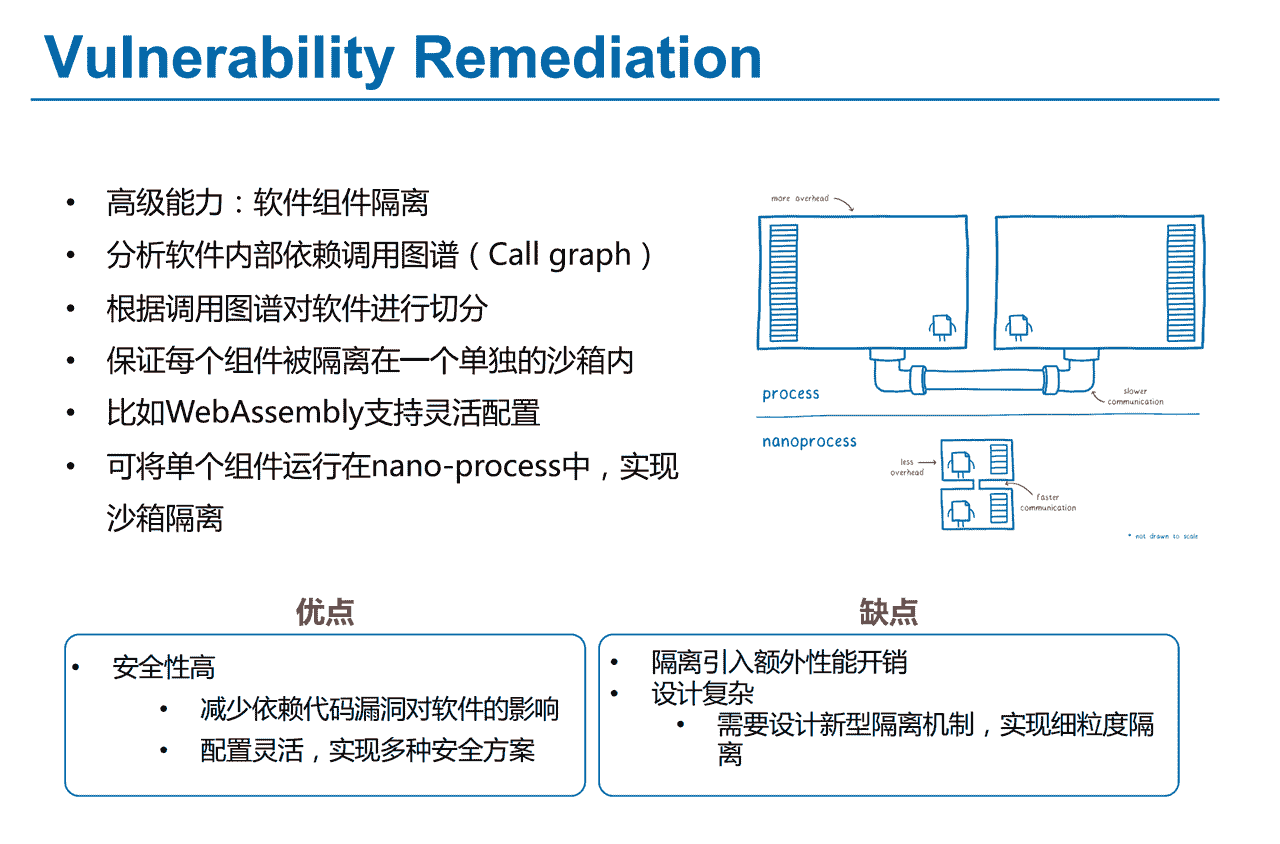 Vulnerability Remediation
• 高级能力：软件组件隔离
• 分析软件内部依赖调用图谱（Call graph）
• 根据调用图谱对软件进行切分
• 保证每个组件被隔离在一个单独的沙箱内
• 比如WebAssembly支持灵活配置
• 可将单个组件运行在nano-process中，实现
沙箱隔离
more overhead
process
slower
communication
nanoprocess
less
overhead
faster
communication
* not drawn to scale
优点
• 安全性高
• 减少依赖代码漏洞对软件的影响
• 配置灵活，实现多种安全方案
缺点
• 隔离引入额外性能开销
• 设计复杂
• 需要设计新型隔离机制，实现细粒度隔
离